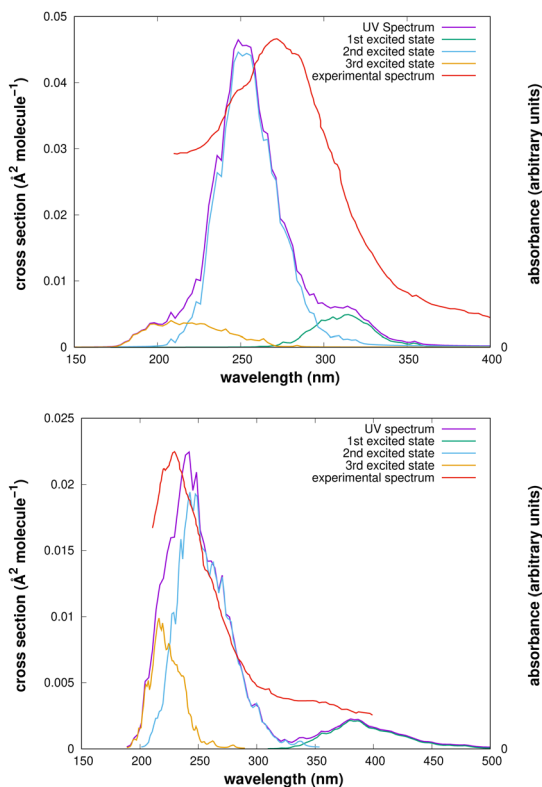 0.05
0.04
0.03
0.02
0.01
0
cross section (Å² molecule⁻¹)
UV Spectrum
1st excited state
2nd excited state
3rd excited state
experimental spectrum
absorbance (arbitrary units)
0
150 200 250 300 350 400
wavelength (nm)
0.025
0.02
0.015
0.01
0.005
0
cross section (Å² molecule⁻¹)
UV spectrum
1st excited state
2nd excited state
3rd excited state
experimental spectrum
absorbance (arbitrary units)
0
150 200 250 300 350 400 450 500
wavelength (nm)